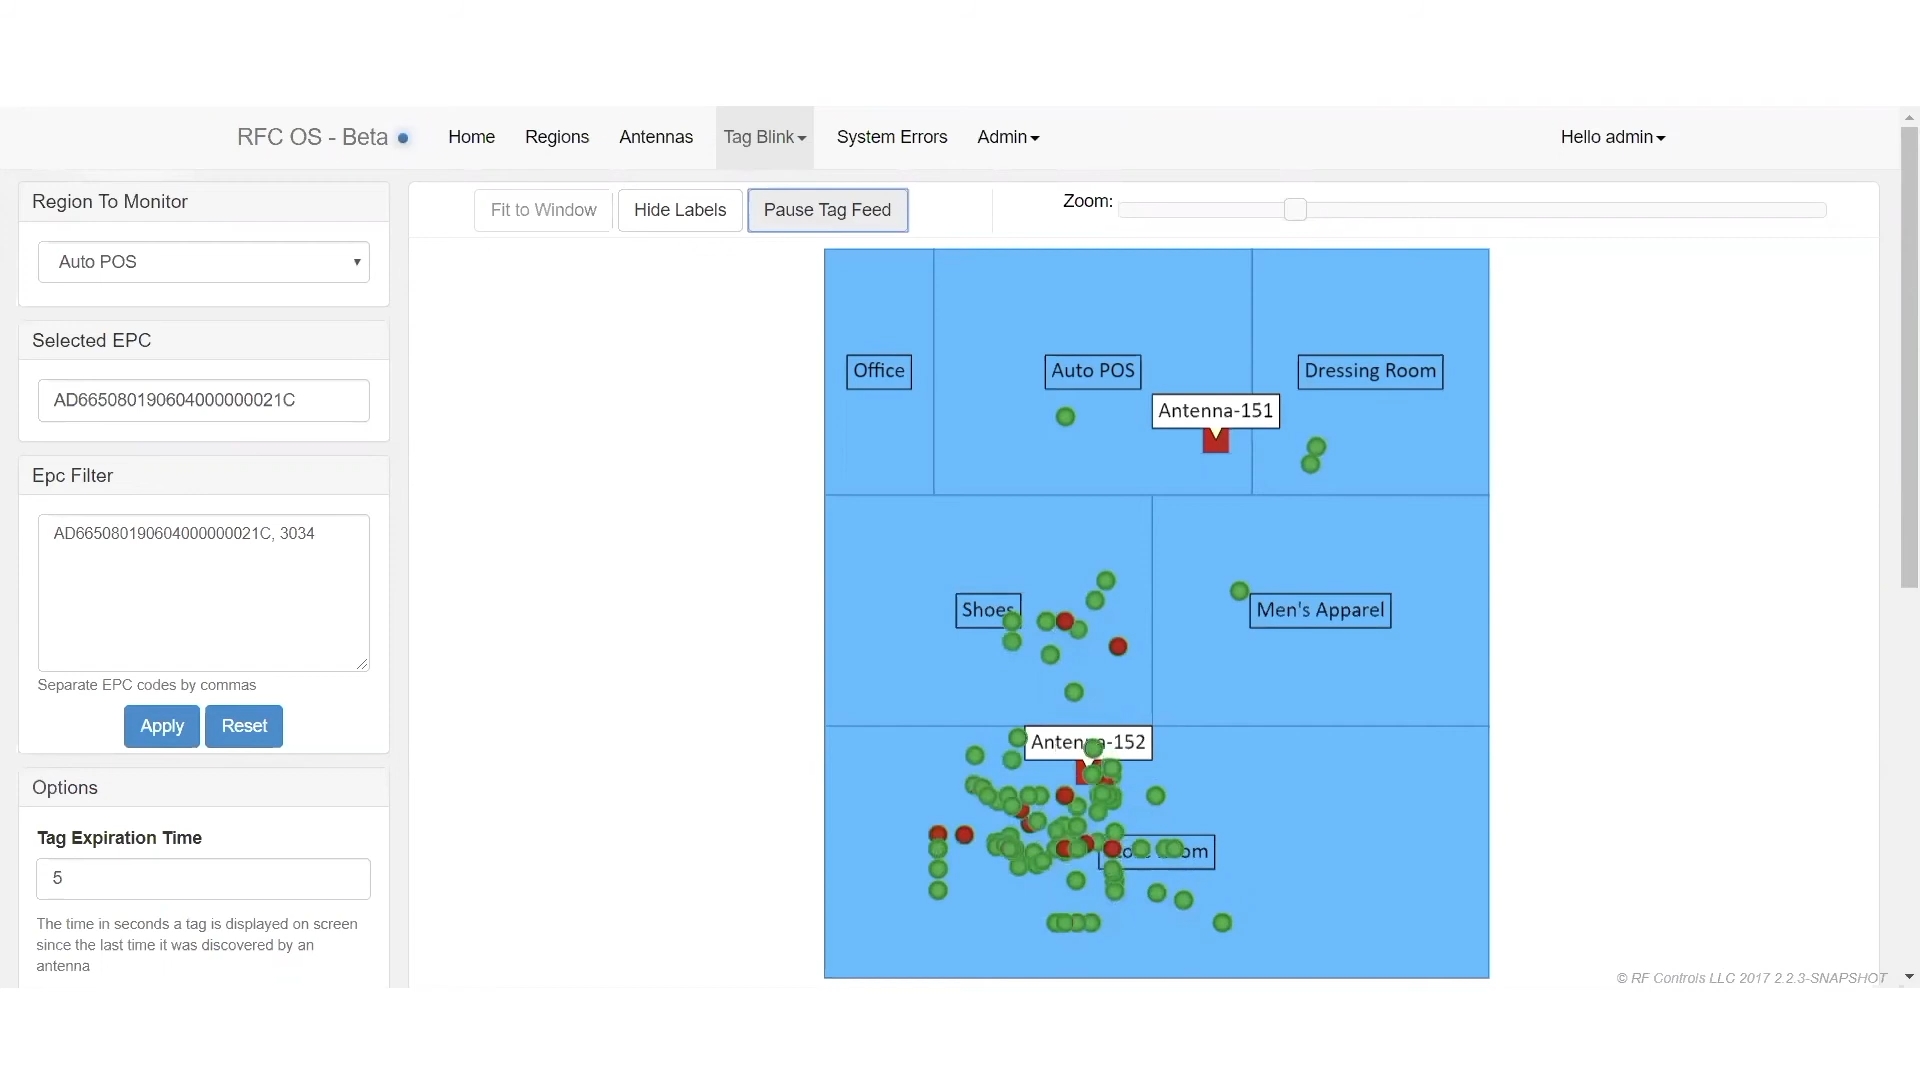 RFC OS - Beta
Home
Regions
Antennas
Tag Blink
System Errors
Admin
Hello admin
Region To Monitor
Auto POS
Selected EPC
AD665080190604000000021C
Epc Filter
AD665080190604000000021C, 3034
Separate EPC codes by commas
Apply
Reset
Options
Tag Expiration Time
5
The time in seconds a tag is displayed on screen
since the last time it was discovered by an
antenna
Fit to Window
Hide Labels
Pause Tag Feed
Zoom:
Office
Auto POS
Dressing Room
Antenna-151
Shoes
Men's Apparel
Antenna-152
© RF Controls LLC 2017 2.2.3-SNAPSHOT